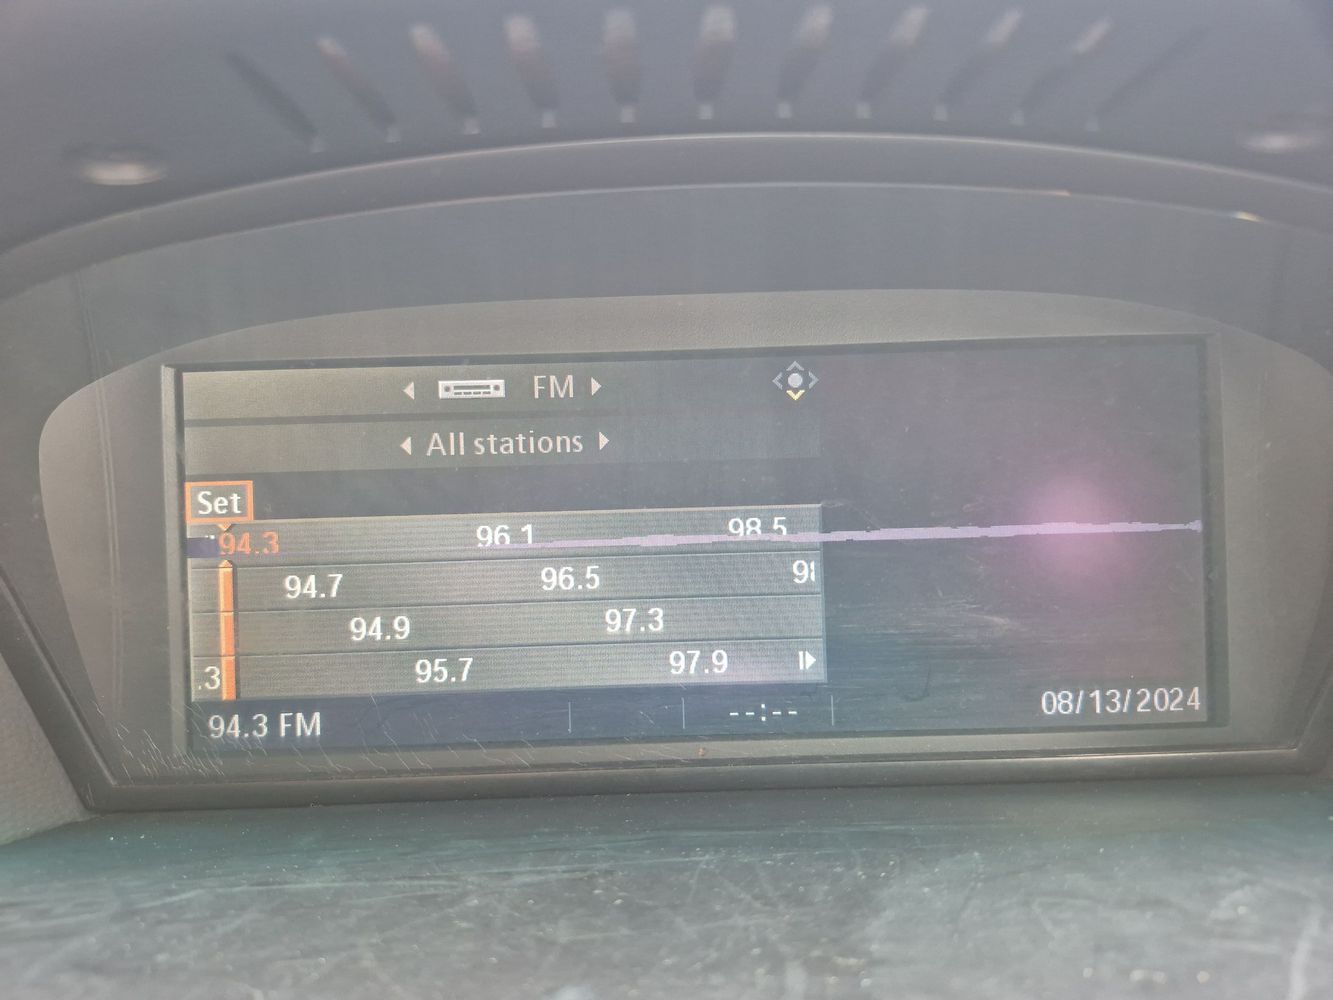 FM
All stations
Set
94.3 96.1 98.5
94.7 96.5
94.9 97.3
.3 95.7 97.9
94.3 FM --:-- 08/13/2024